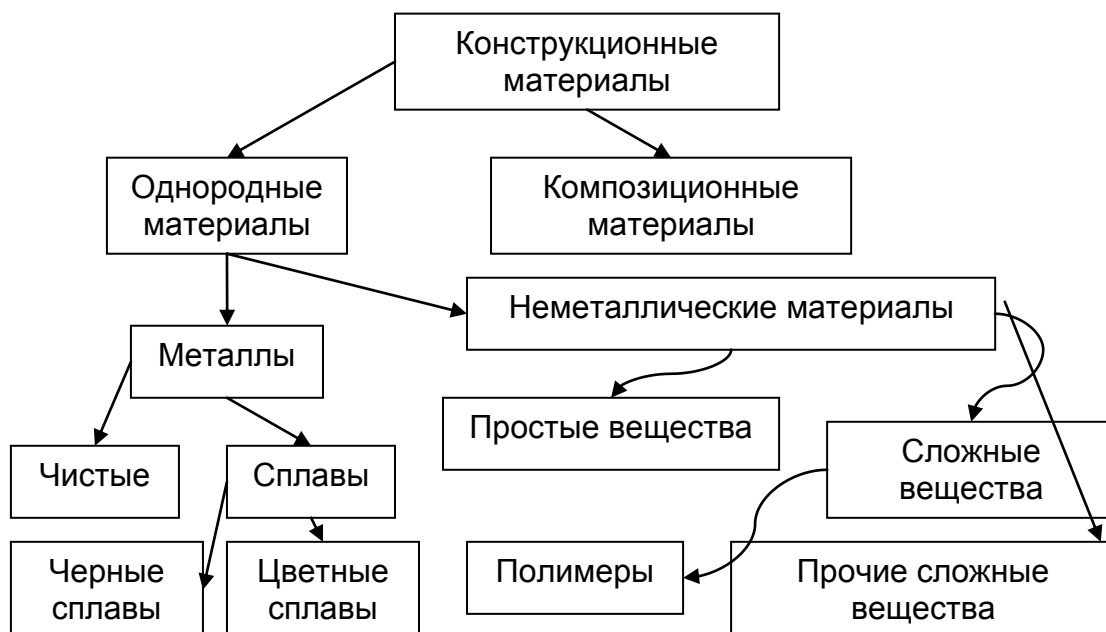 Конструкционные
материалы
Однородные
материалы
Композиционные
материалы
Неметаллические материалы
Металлы
Простые вещества
Чистые
Сплавы
Сложные
вещества
Черные
сплавы
Цветные
сплавы
Полимеры
Прочие сложные
вещества